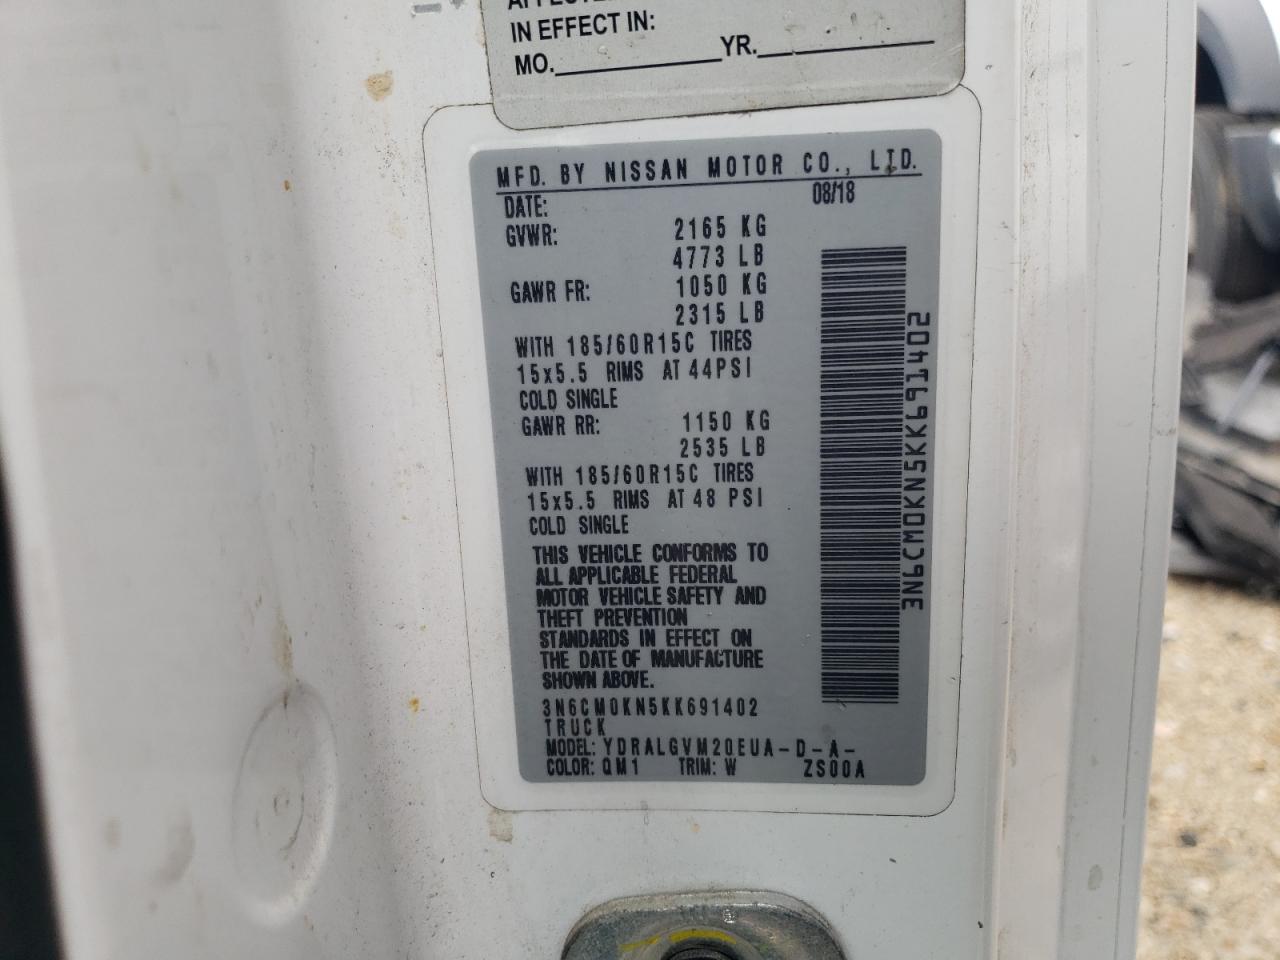 IN EFFECT IN:
MO.____________YR.____________
MFD. BY NISSAN MOTOR CO., LTD.
DATE: 08/18
GVWR: 2165 KG
4773 LB
GAWR FR: 1050 KG
2315 LB
WITH 185/60R15C TIRES
15x5.5 RIMS AT 44PSI
COLD SINGLE
GAWR RR: 1150 KG
2535 LB
WITH 185/60R15C TIRES
15x5.5 RIMS AT 48 PSI
COLD SINGLE
THIS VEHICLE CONFORMS TO
ALL APPLICABLE FEDERAL
MOTOR VEHICLE SAFETY AND
THEFT PREVENTION
STANDARDS IN EFFECT ON
THE DATE OF MANUFACTURE
SHOWN ABOVE.
3N6CM0KN5KK691402
TRUCK
MODEL: YDRALGVM20EUA-D-A-
COLOR: QM1 TRIM: W ZS00A
3N6CM0KN5KK691402